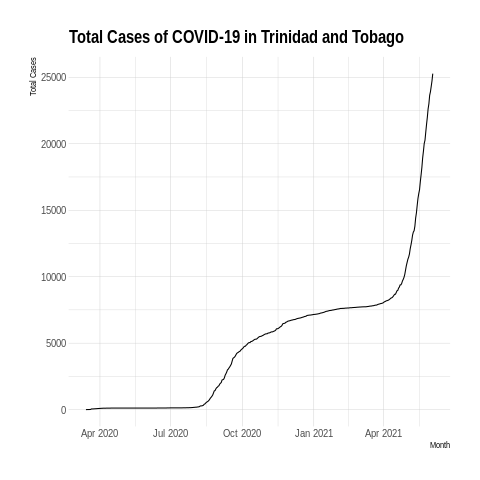 Total Cases of COVID-19 in Trinidad and Tobago
Total Cases
25000
20000
15000
10000
5000
0
Apr 2020 Jul 2020 Oct 2020 Jan 2021 Apr 2021
Month